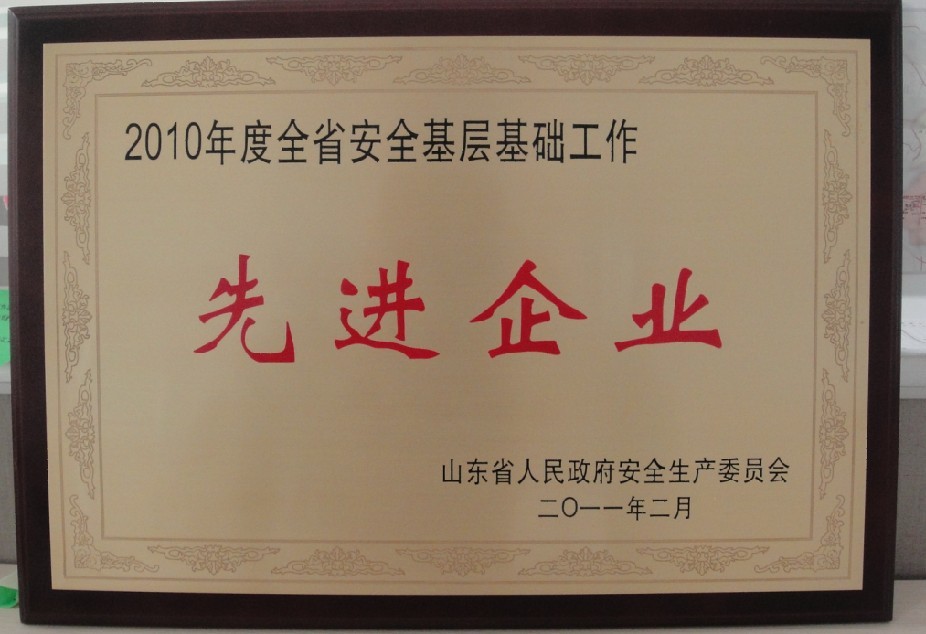 2010年度全省安全基层基础工作
先进企业
山东省人民政府安全生产委员会
二〇一一年二月